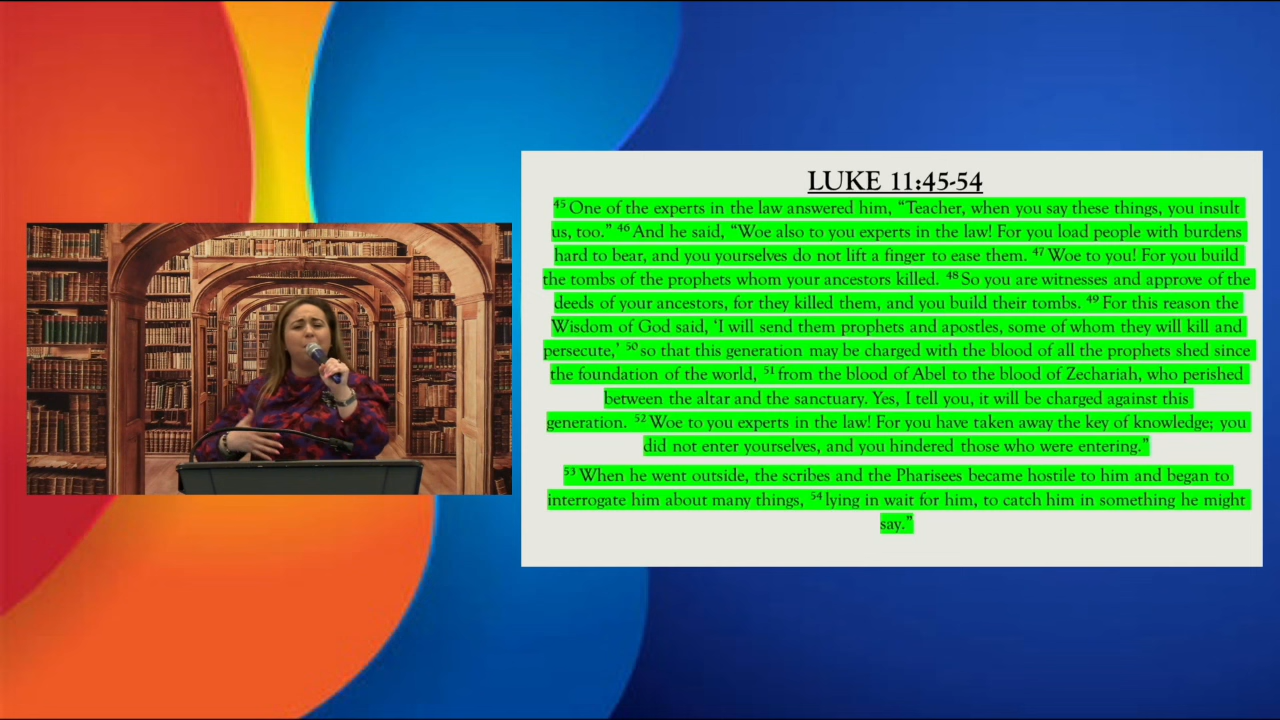 LUKE 11:45-54
45 One of the experts in the law answered him, “Teacher, when you say these things, you insult
us, too.” 46 And he said, “Woe also to you experts in the law! For you load people with burdens
hard to bear, and you yourselves do not lift a finger to ease them. 47 Woe to you! For you build
the tombs of the prophets whom your ancestors killed. 48 So you are witnesses and approve of the
deeds of your ancestors, for they killed them, and you build their tombs. 49 For this reason the
Wisdom of God said, ‘I will send them prophets and apostles, some of whom they will kill and
persecute,’ 50 so that this generation may be charged with the blood of all the prophets shed since
the foundation of the world, 51 from the blood of Abel to the blood of Zechariah, who perished
between the altar and the sanctuary. Yes, I tell you, it will be charged against this
generation. 52 Woe to you experts in the law! For you have taken away the key of knowledge; you
did not enter yourselves, and you hindered those who were entering.”
53 When he went outside, the scribes and the Pharisees became hostile to him and began to
interrogate him about many things, 54 lying in wait for him, to catch him in something he might
say.”